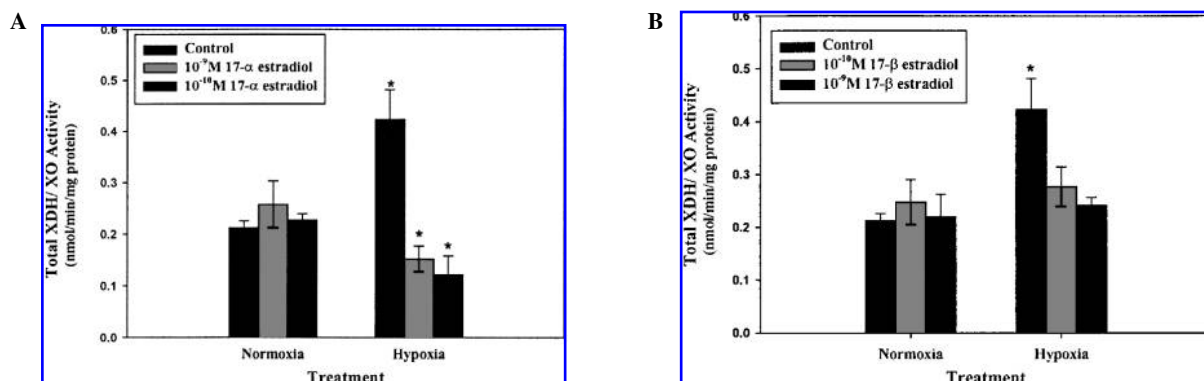 A
Total XDH/ XO Activity
(nmol/min/mg protein)
0.6
0.5
0.4
0.3
0.2
0.1
0.0
Control
10⁻⁹M 17-α estradiol
10⁻¹⁰M 17-α estradiol
*
*
*
Normoxia
Hypoxia
Treatment
B
Total XDH/ XO Activity
(nmol/min/mg protein)
0.6
0.5
0.4
0.3
0.2
0.1
0.0
Control
10⁻¹⁰M 17-β estradiol
10⁻⁹M 17-β estradiol
*
Normoxia
Hypoxia
Treatment